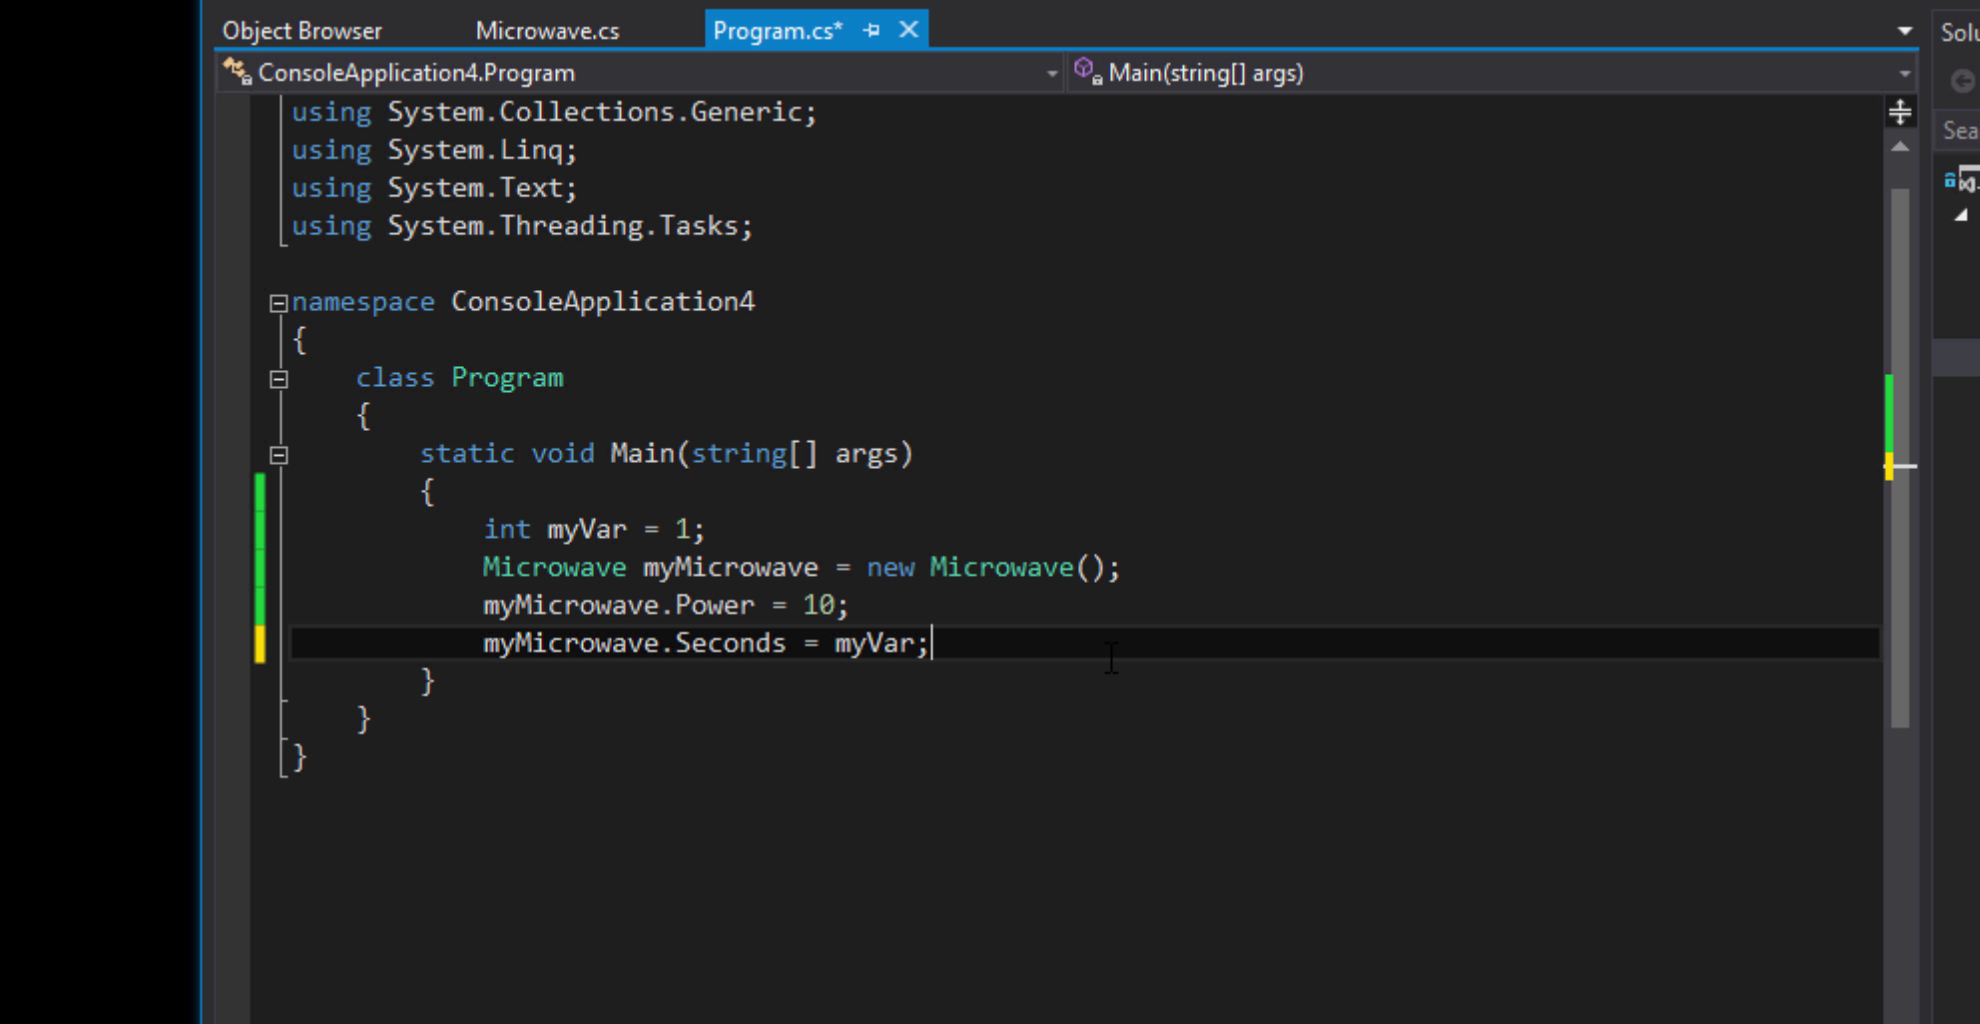 Object Browser Microwave.cs Program.cs*
ConsoleApplication4.Program Main(string[] args)
using System.Collections.Generic;
using System.Linq;
using System.Text;
using System.Threading.Tasks;
namespace ConsoleApplication4
{
class Program
{
static void Main(string[] args)
{
int myVar = 1;
Microwave myMicrowave = new Microwave();
myMicrowave.Power = 10;
myMicrowave.Seconds = myVar;
}
}
}
Solu
Sea